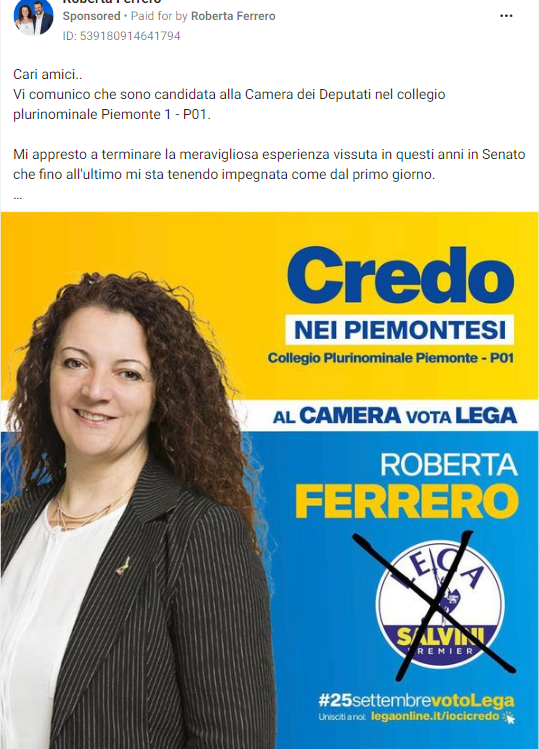 Roberta Ferrero
Sponsored • Paid for by Roberta Ferrero
ID: 539180914641794
Cari amici..
Vi comunico che sono candidata alla Camera dei Deputati nel collegio
plurinominale Piemonte 1 - P01.
Mi appresto a terminare la meravigliosa esperienza vissuta in questi anni in Senato
che fino all'ultimo mi sta tenendo impegnata come dal primo giorno.
...
Credo
NEI PIEMONTESI
Collegio Plurinominale Piemonte - P01
AL CAMERA VOTA LEGA
ROBERTA
FERRERO
LEGA
SALVINI
PREMIER
#25settembrevotoLega
Unisciti a noi: legaonline.it/iocicredo